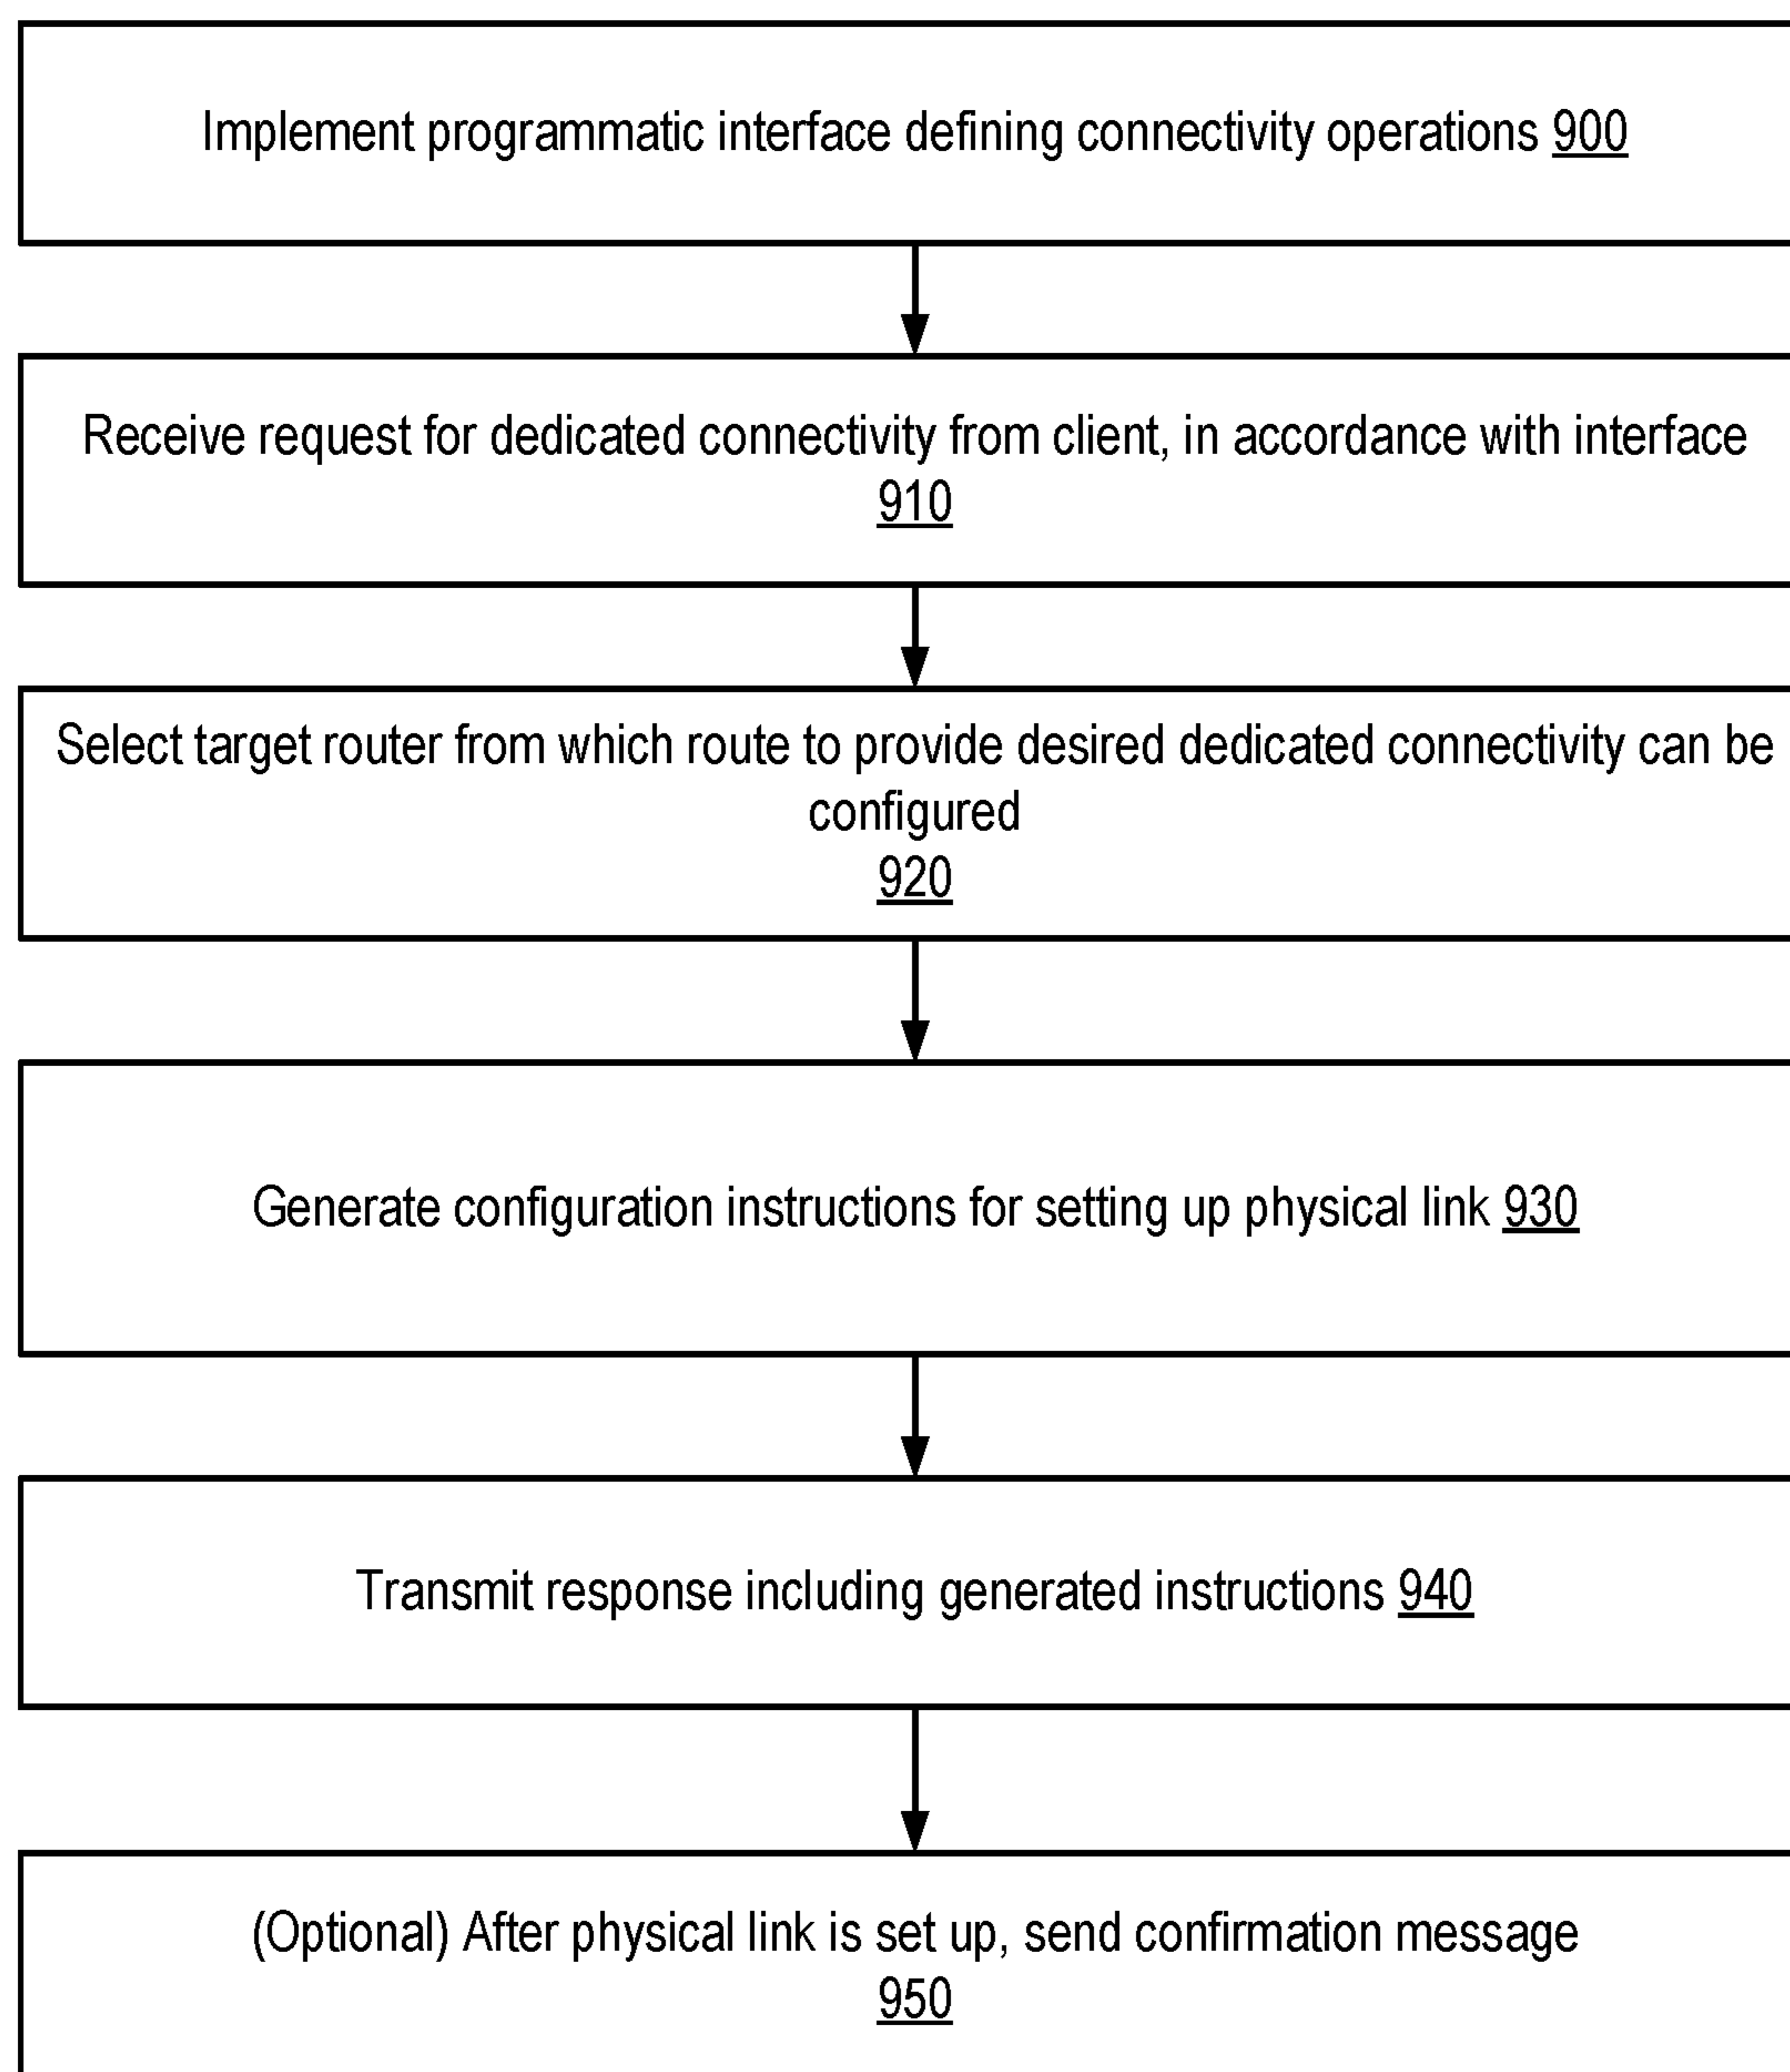 Implement programmatic interface defining connectivity operations 900
Receive request for dedicated connectivity from client, in accordance with interface
910
Select target router from which route to provide desired dedicated connectivity can be
configured
920
Generate configuration instructions for setting up physical link 930
Transmit response including generated instructions 940
(Optional) After physical link is set up, send confirmation message
950